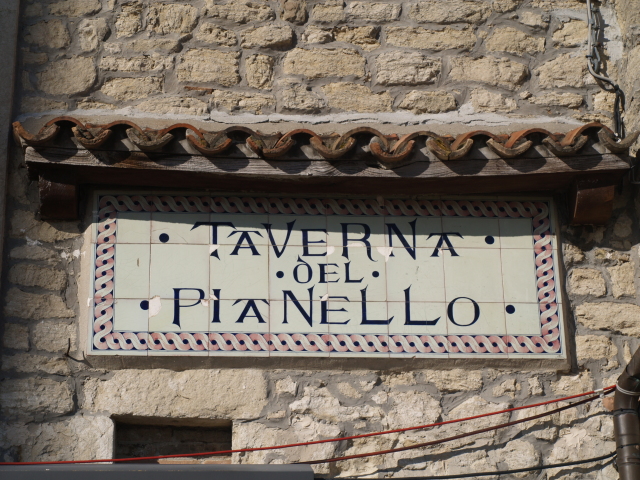 • TAVERNA •
• DEL •
• PIANELLO •